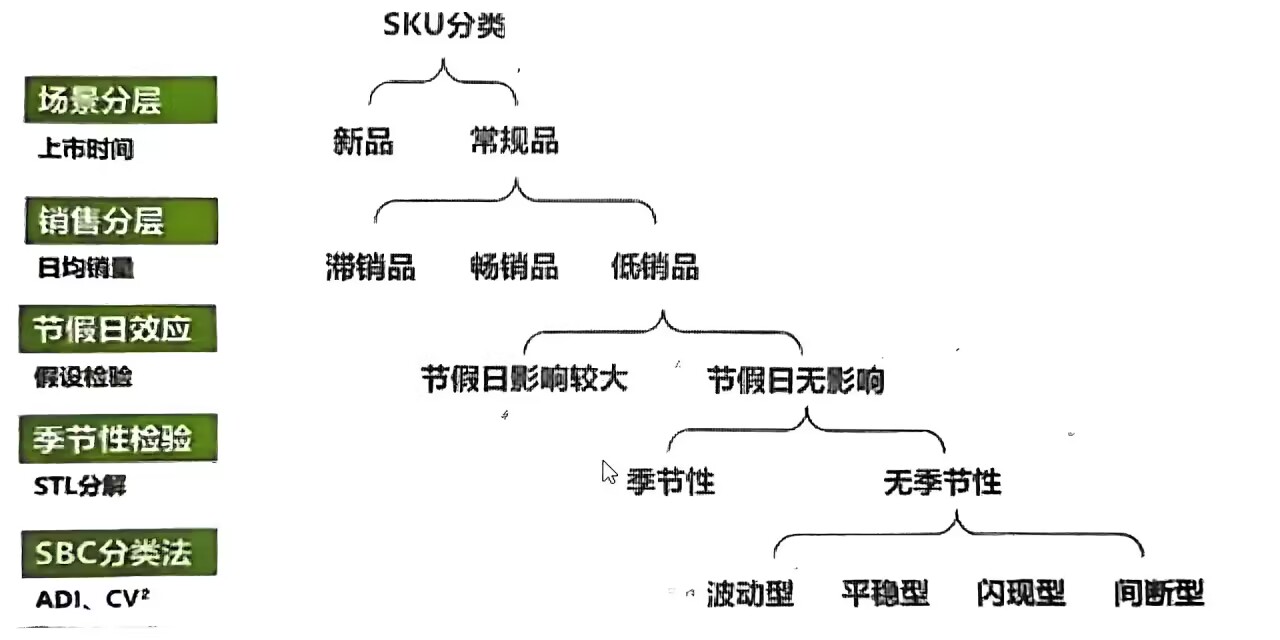 SKU分类
场景分层
上市时间
新品 常规品
销售分层
日均销量
滞销品 畅销品 低销品
节假日效应
假设检验
节假日影响较大 节假日无影响
季节性检验
STL分解
季节性 无季节性
SBC分类法
ADI、CV²
波动型 平稳型 闪现型 间断型